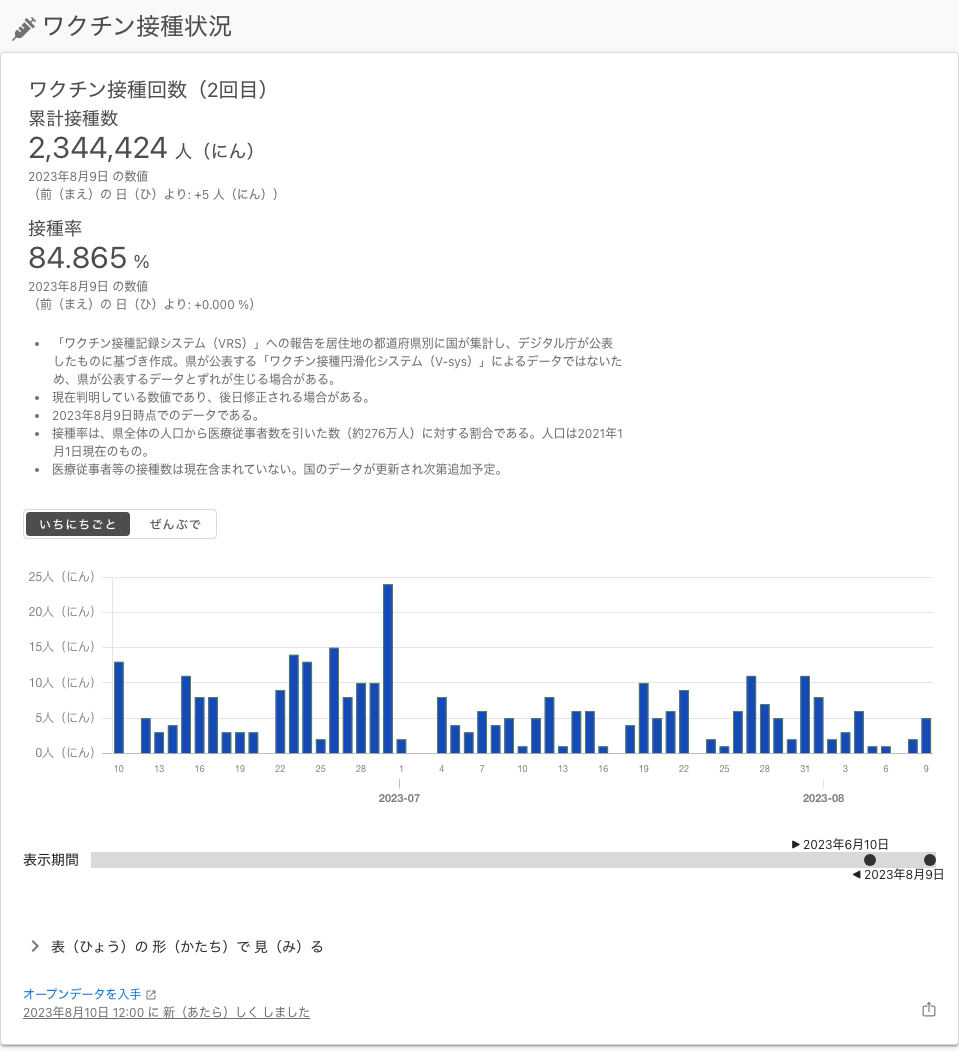 ワクチン接種状況
ワクチン接種回数（2回目）
累計接種数
2,344,424 人（にん）
2023年8月9日 の数値
（前（まえ）の 日（ひ）より: +5 人（にん））
接種率
84.865 %
2023年8月9日 の数値
（前（まえ）の 日（ひ）より: +0.000 %）
• 「ワクチン接種記録システム（VRS）」への報告を居住地の都道府県別に国が集計し、デジタル庁が公表
したものに基づき作成。県が公表する「ワクチン接種円滑化システム（V-sys）」によるデータではないた
め、県が公表するデータとずれが生じる場合がある。
• 現在判明している数値であり、後日修正される場合がある。
• 2023年8月9日時点でのデータである。
• 接種率は、県全体の人口から医療従事者数を引いた数（約276万人）に対する割合である。人口は2021年1
月1日現在のもの。
• 医療従事者等の接種数は現在含まれていない。国のデータが更新され次第追加予定。
いちにちごと ぜんぶで
25人（にん）
20人（にん）
15人（にん）
10人（にん）
5人（にん）
0人（にん）
10 13 16 19 22 25 28 1 4 7 10 13 16 19 22 25 28 31 3 6 9
2023-07 2023-08
▶ 2023年6月10日
表示期間
◀ 2023年8月9日
表（ひょう）の 形（かたち）で 見（み）る
オープンデータを入手
2023年8月10日 12:00 に 新（あたら）しく しました